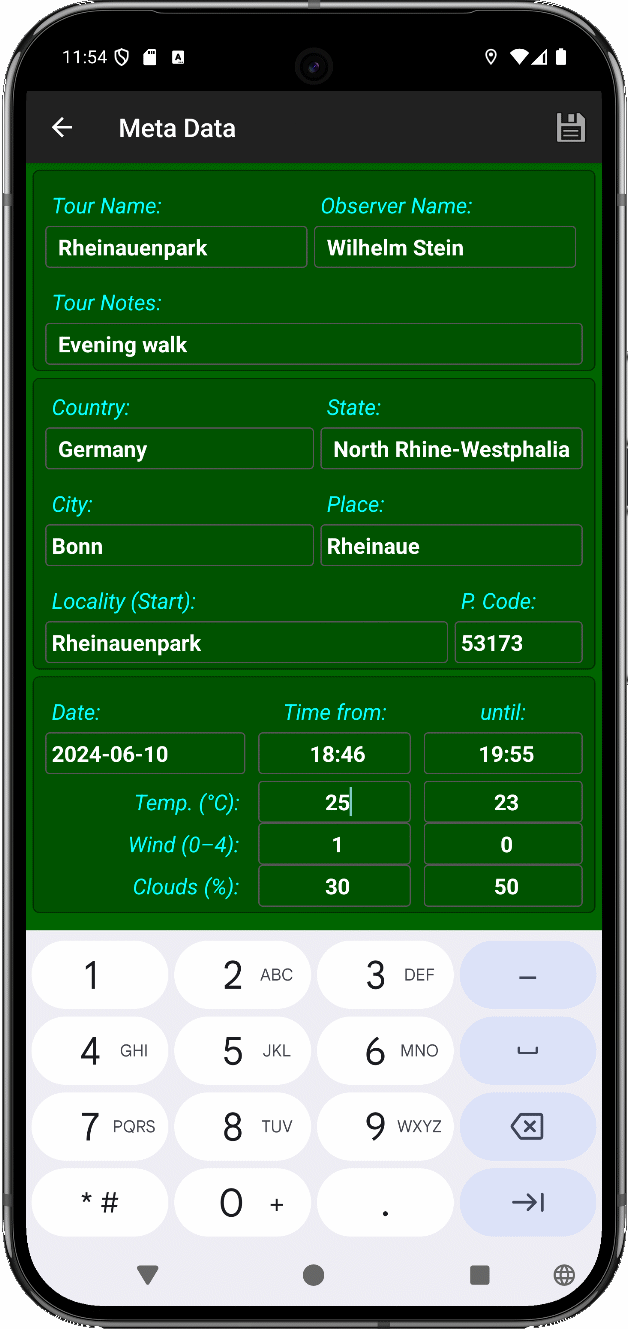 11:54
Meta Data
Tour Name: Observer Name:
Rheinauenpark Wilhelm Stein
Tour Notes:
Evening walk
Country: State:
Germany North Rhine-Westphalia
City: Place:
Bonn Rheinaue
Locality (Start): P. Code:
Rheinauenpark 53173
Date: Time from: until:
2024-06-10 18:46 19:55
Temp. (°C): 25 23
Wind (0–4): 1 0
Clouds (%): 30 50
1 2 ABC 3 DEF –
4 GHI 5 JKL 6 MNO
7 PQRS 8 TUV 9 WXYZ
* # 0 + .